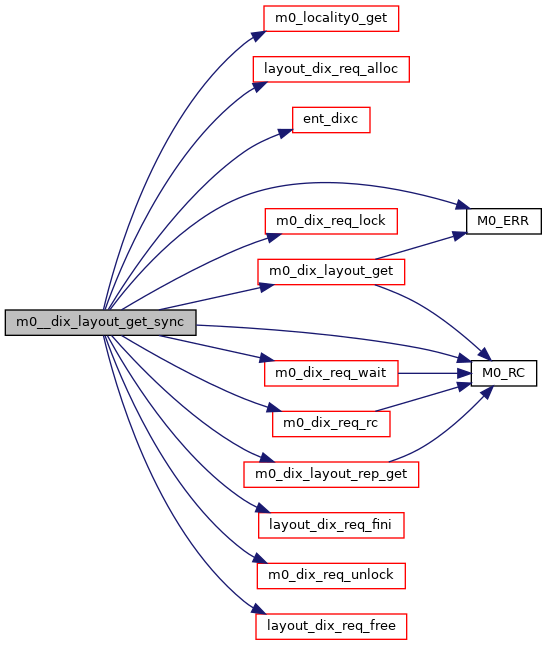 m0_locality0_get
layout_dix_req_alloc
ent_dixc
M0_ERR
m0_dix_req_lock
m0_dix_layout_get
m0__dix_layout_get_sync
m0_dix_req_wait
M0_RC
m0_dix_req_rc
m0_dix_layout_rep_get
layout_dix_req_fini
m0_dix_req_unlock
layout_dix_req_free